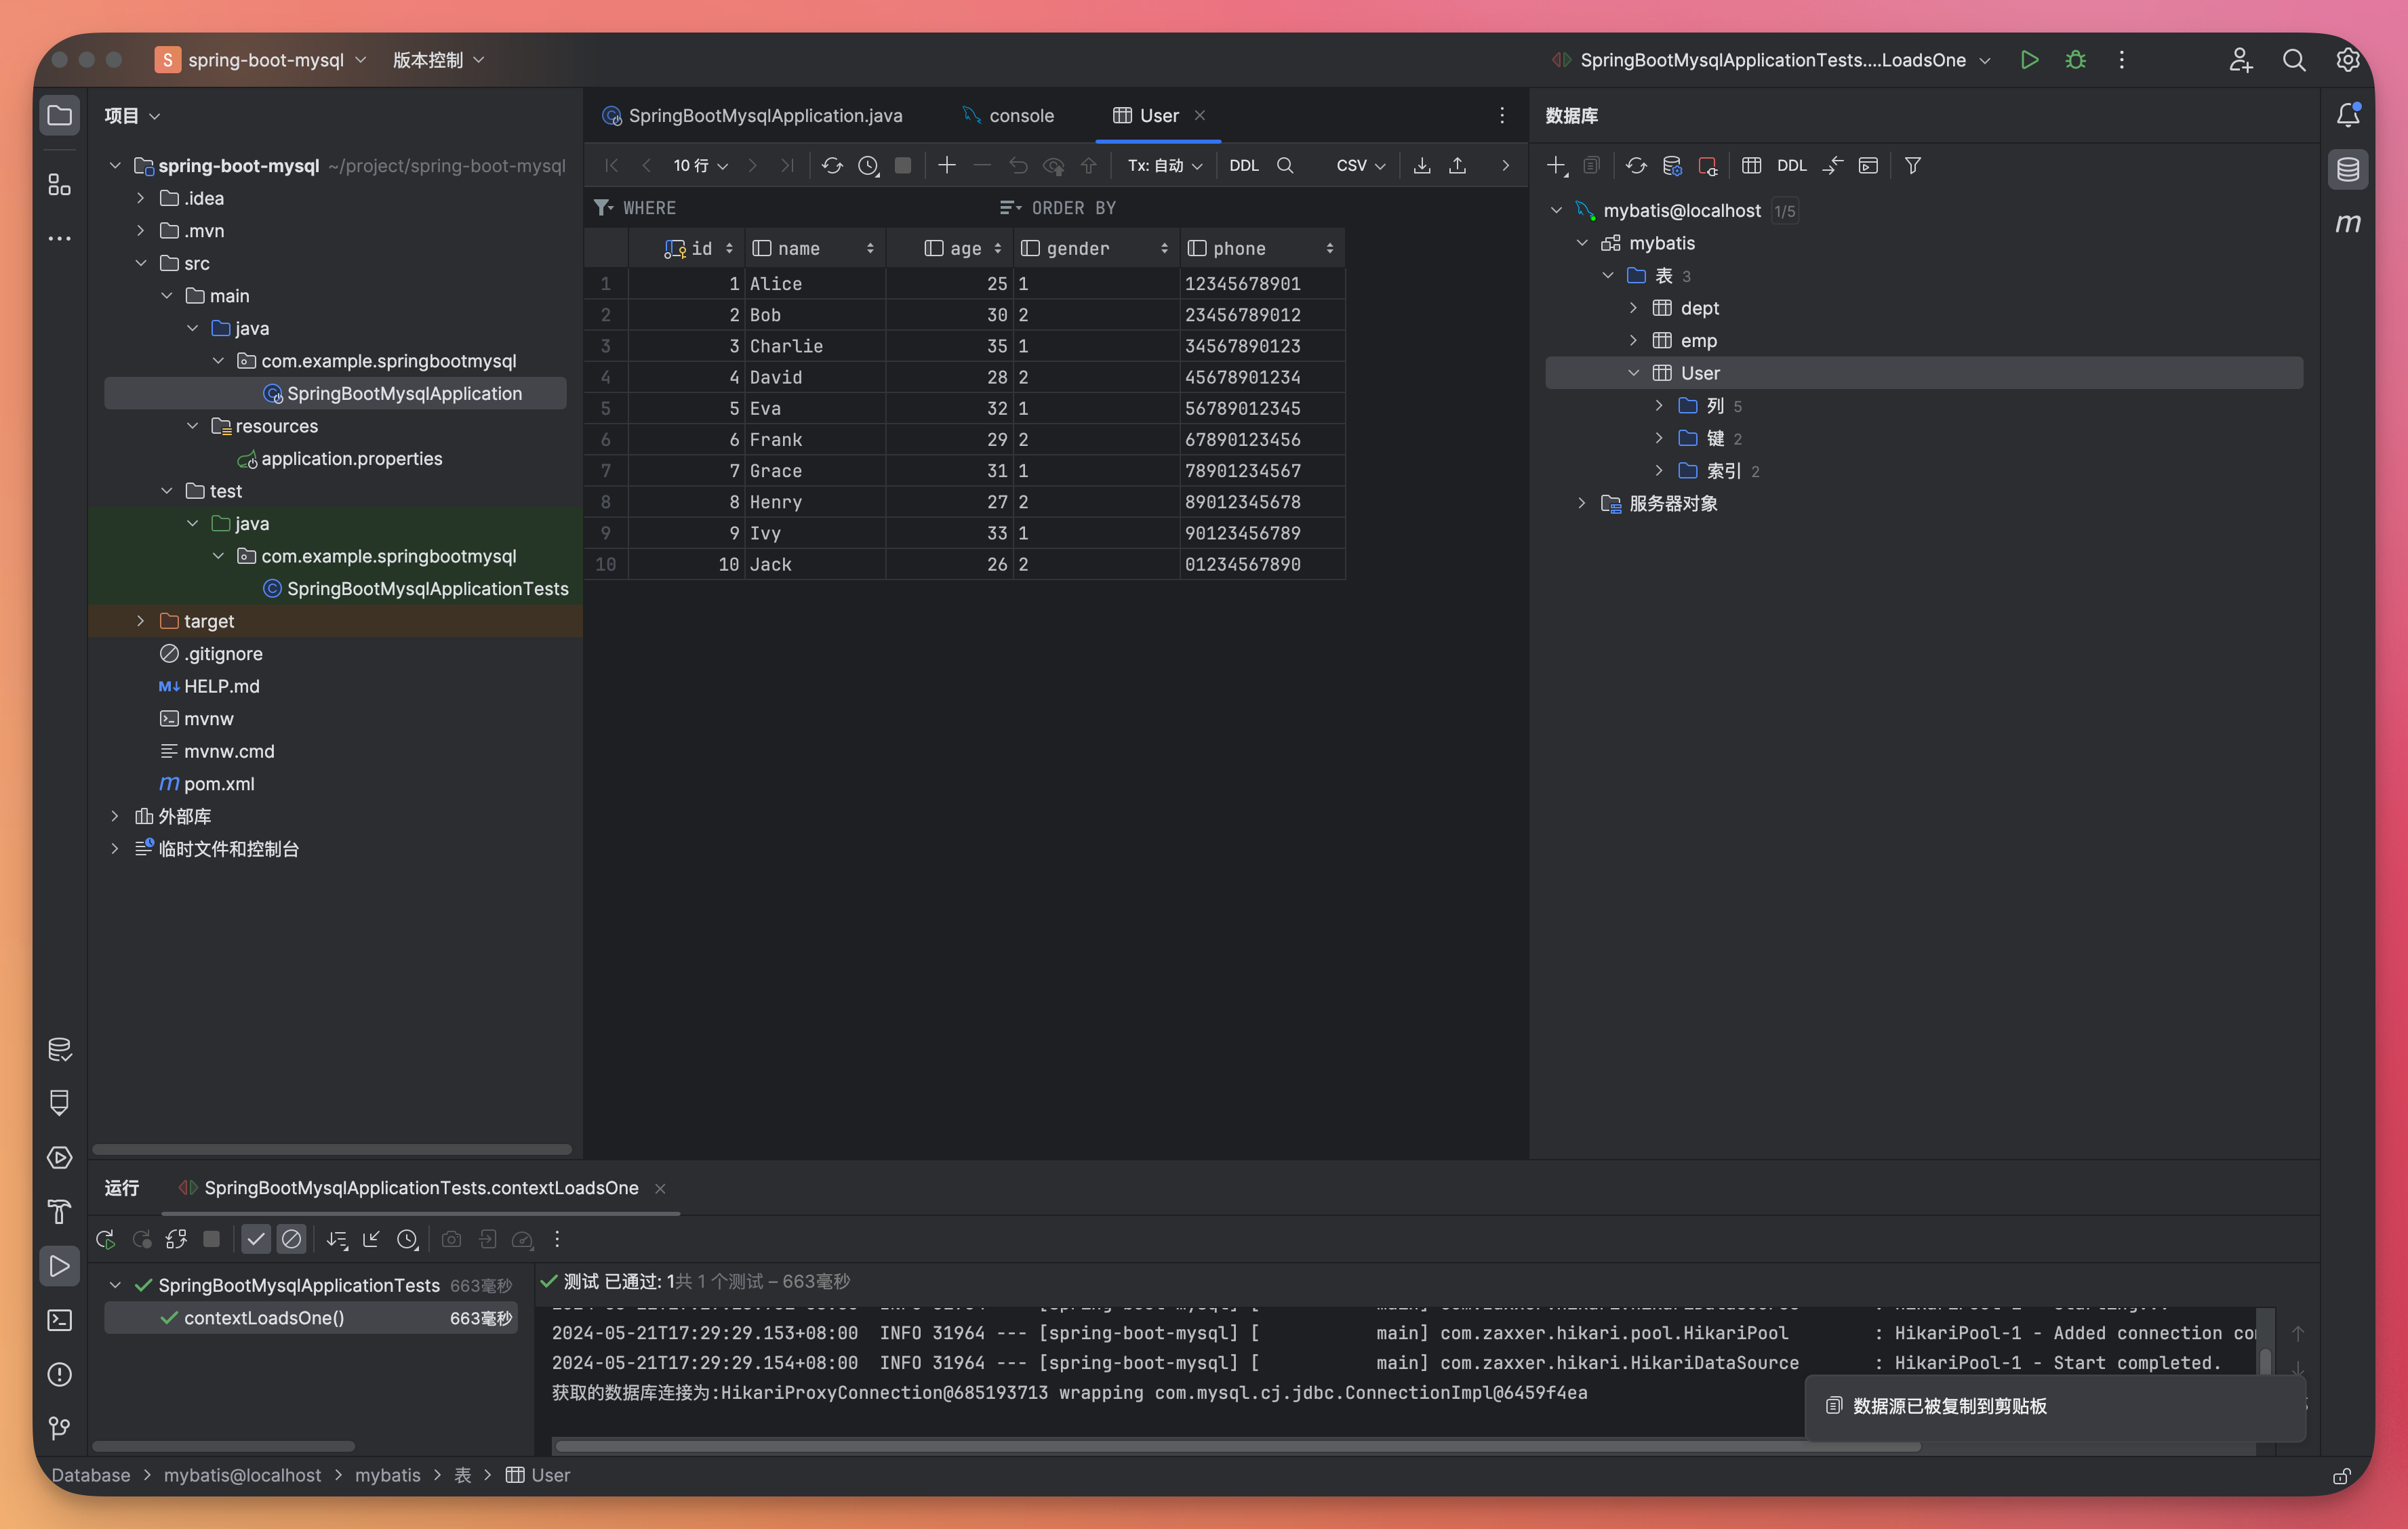 S spring-boot-mysql 版本控制 SpringBootMysqlApplicationTests....LoadsOne
项目
spring-boot-mysql ~/project/spring-boot-mysql
.idea
.mvn
src
main
java
com.example.springbootmysql
SpringBootMysqlApplication
resources
application.properties
test
java
com.example.springbootmysql
SpringBootMysqlApplicationTests
target
.gitignore
M↓ HELP.md
mvnw
mvnw.cmd
m pom.xml
外部库
临时文件和控制台
SpringBootMysqlApplication.java console User
10 行 Tx: 自动 DDL CSV
WHERE ORDER BY
id name age gender phone
1 1 Alice 25 1 12345678901
2 2 Bob 30 2 23456789012
3 3 Charlie 35 1 34567890123
4 4 David 28 2 45678901234
5 5 Eva 32 1 56789012345
6 6 Frank 29 2 67890123456
7 7 Grace 31 1 78901234567
8 8 Henry 27 2 89012345678
9 9 Ivy 33 1 90123456789
10 10 Jack 26 2 01234567890
数据库
DDL
mybatis@localhost 1/5
mybatis
表 3
dept
emp
User
列 5
键 2
索引 2
服务器对象
m
运行 SpringBootMysqlApplicationTests.contextLoadsOne
SpringBootMysqlApplicationTests 663毫秒
contextLoadsOne() 663毫秒
测试 已通过: 1共 1 个测试 – 663毫秒
2024-05-21T17:29:29.153+08:00 INFO 31964 --- [spring-boot-mysql] [ main] com.zaxxer.hikari.pool.HikariPool : HikariPool-1 - Added connection
2024-05-21T17:29:29.154+08:00 INFO 31964 --- [spring-boot-mysql] [ main] com.zaxxer.hikari.HikariDataSource : HikariPool-1 - Start completed.
获取的数据库连接为:HikariProxyConnection@685193713 wrapping com.mysql.cj.jdbc.ConnectionImpl@6459f4ea
数据源已被复制到剪贴板
Database > mybatis@localhost > mybatis > 表 > User